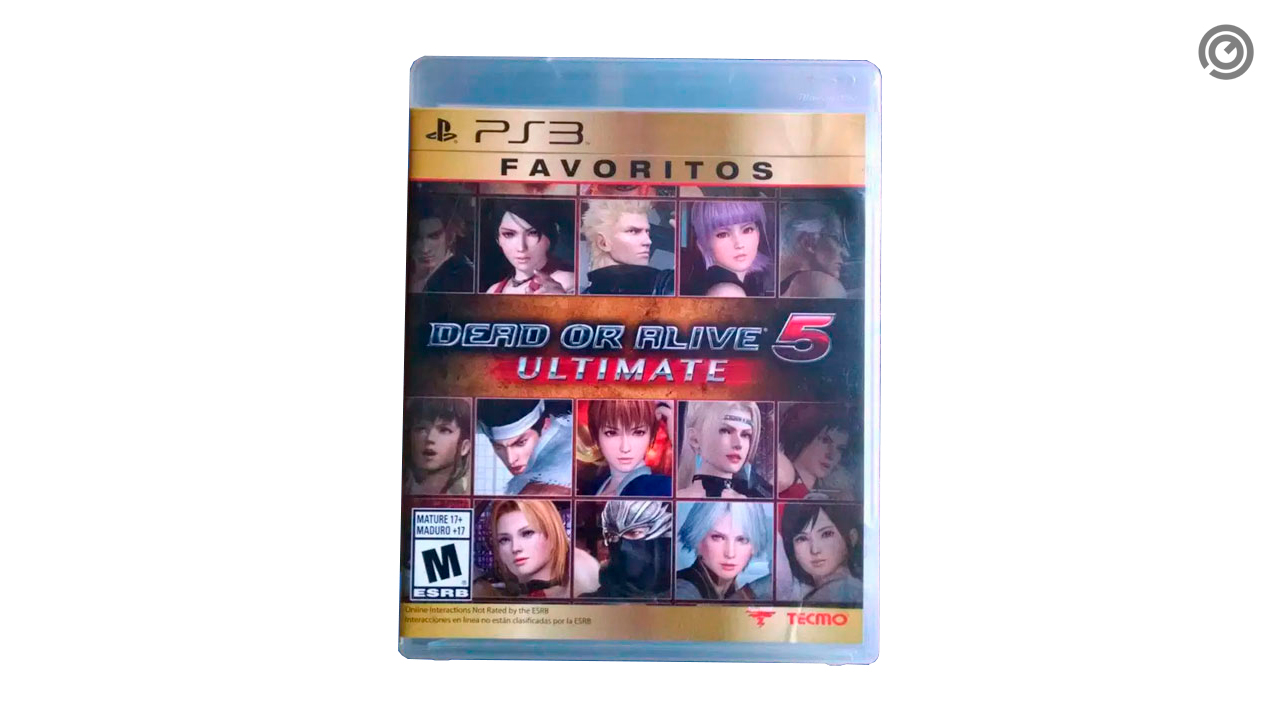 PS3
FAVORITOS
DEAD OR ALIVE 5
ULTIMATE
MATURE 17+
MADURO +17
M
ESRB
Online Interactions Not Rated by the ESRB
Interacciones en línea no están clasificadas por la ESRB
TECMO